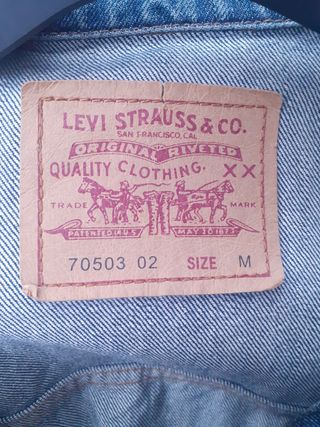 LEVI STRAUSS & CO.
SAN FRANCISCO, CAL.
ORIGINAL RIVETED
QUALITY CLOTHING. XX
TRADE MARK
PATENTED IN U.S. MAY 20 1873
70503 02 SIZE M